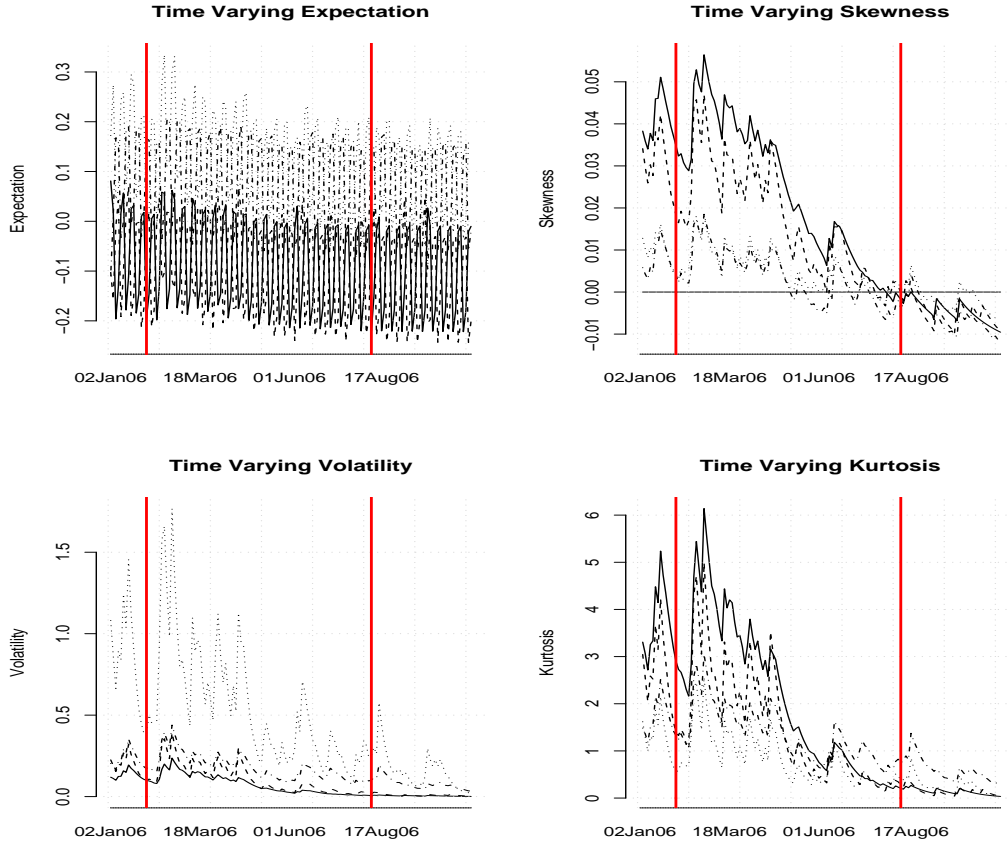 Time Varying Expectation
Expectation
0.3
0.2
0.1
0.0
−0.1
−0.2
02Jan06 18Mar06 01Jun06 17Aug06
Time Varying Skewness
Skewness
0.05
0.04
0.03
0.02
0.01
0.00
−0.01
02Jan06 18Mar06 01Jun06 17Aug06
Time Varying Volatility
Volatility
1.5
1.0
0.5
0.0
02Jan06 18Mar06 01Jun06 17Aug06
Time Varying Kurtosis
Kurtosis
6
5
4
3
2
1
0
02Jan06 18Mar06 01Jun06 17Aug06